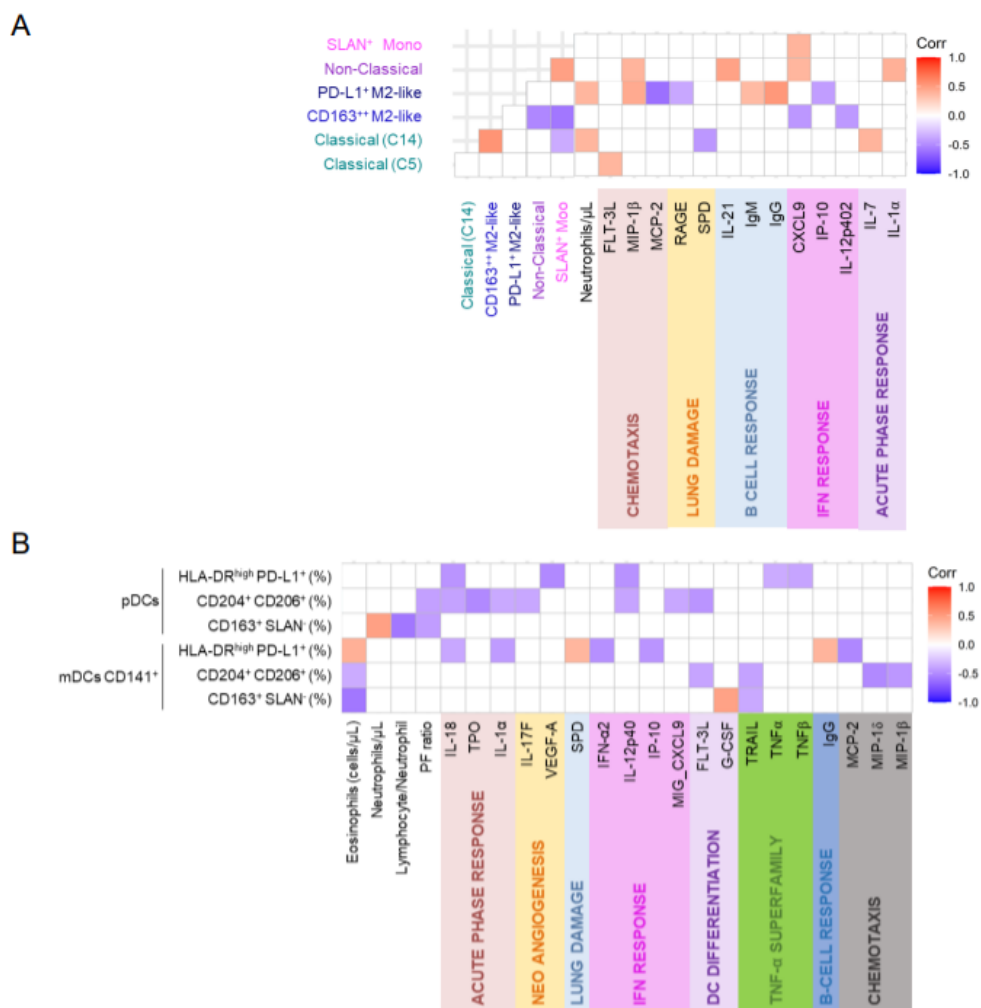 A
SLAN⁺ Mono
Non-Classical
PD-L1⁺ M2-like
CD163⁺⁺ M2-like
Classical (C14)
Classical (C5)
Corr
1.0
0.5
0.0
-0.5
-1.0
Classical (C14)
CD163⁺⁺ M2-like
PD-L1⁺ M2-like
Non-Classical
SLAN⁺ Moo
Neutrophils/μL
FLT-3L
MIP-1β
MCP-2
RAGE
SPD
IL-21
IgM
IgG
CXCL9
IP-10
IL-12p402
IL-7
IL-1α
CHEMOTAXIS
LUNG DAMAGE
B CELL RESPONSE
IFN RESPONSE
ACUTE PHASE RESPONSE
B
pDCs
HLA-DRʰⁱᵍʰ PD-L1⁺ (%)
CD204⁺ CD206⁺ (%)
CD163⁺ SLAN⁻ (%)
mDCs CD141⁺
HLA-DRʰⁱᵍʰ PD-L1⁺ (%)
CD204⁺ CD206⁺ (%)
CD163⁺ SLAN⁻ (%)
Corr
1.0
0.5
0.0
-0.5
-1.0
Eosinophils (cells/μL)
Neutrophils/μL
Lymphocyte/Neutrophil
PF ratio
IL-18
TPO
IL-1α
IL-17F
VEGF-A
SPD
IFN-α2
IL-12p40
IP-10
MIG_CXCL9
FLT-3L
G-CSF
TRAIL
TNFα
TNFβ
IgG
MCP-2
MIP-1δ
MIP-1β
ACUTE PHASE RESPONSE
NEO ANGIOGENESIS
LUNG DAMAGE
IFN RESPONSE
DC DIFFERENTIATION
TNF-α SUPERFAMILY
B-CELL RESPONSE
CHEMOTAXIS